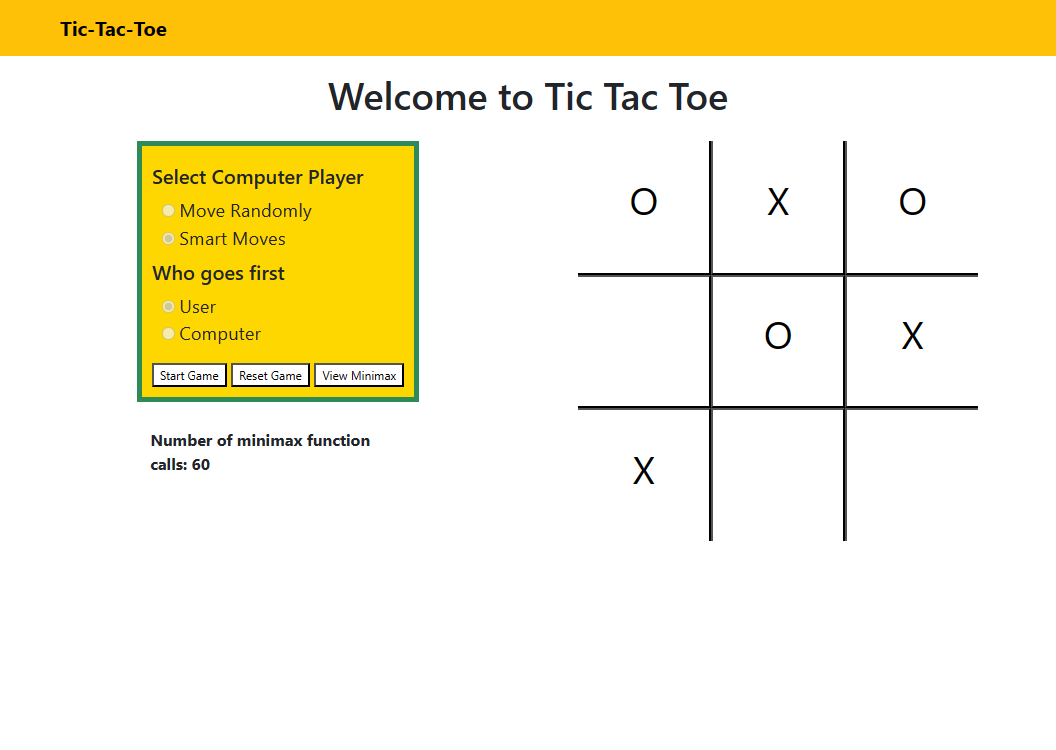 Tic-Tac-Toe
Welcome to Tic Tac Toe
Select Computer Player
Move Randomly
Smart Moves
Who goes first
User
Computer
Start Game Reset Game View Minimax
Number of minimax function
calls: 60
O X O
O X
X